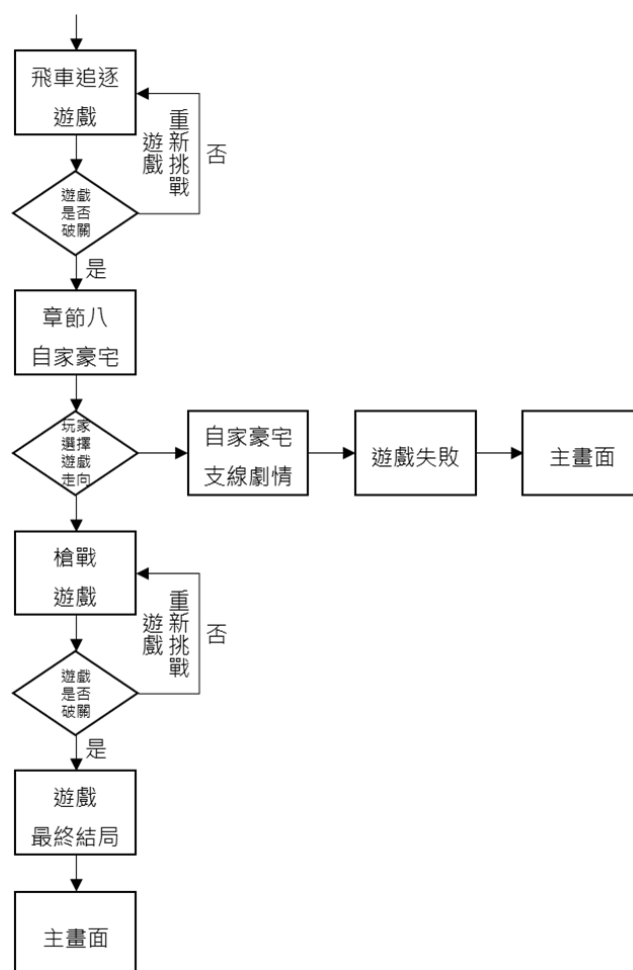 飛車追逐
遊戲
重新挑戰
遊戲
否
遊戲
是否
破關
是
章節八
自家豪宅
玩家
選擇
遊戲
走向
自家豪宅
支線劇情
遊戲失敗
主畫面
槍戰
遊戲
重新挑戰
遊戲
否
遊戲
是否
破關
是
遊戲
最終結局
主畫面